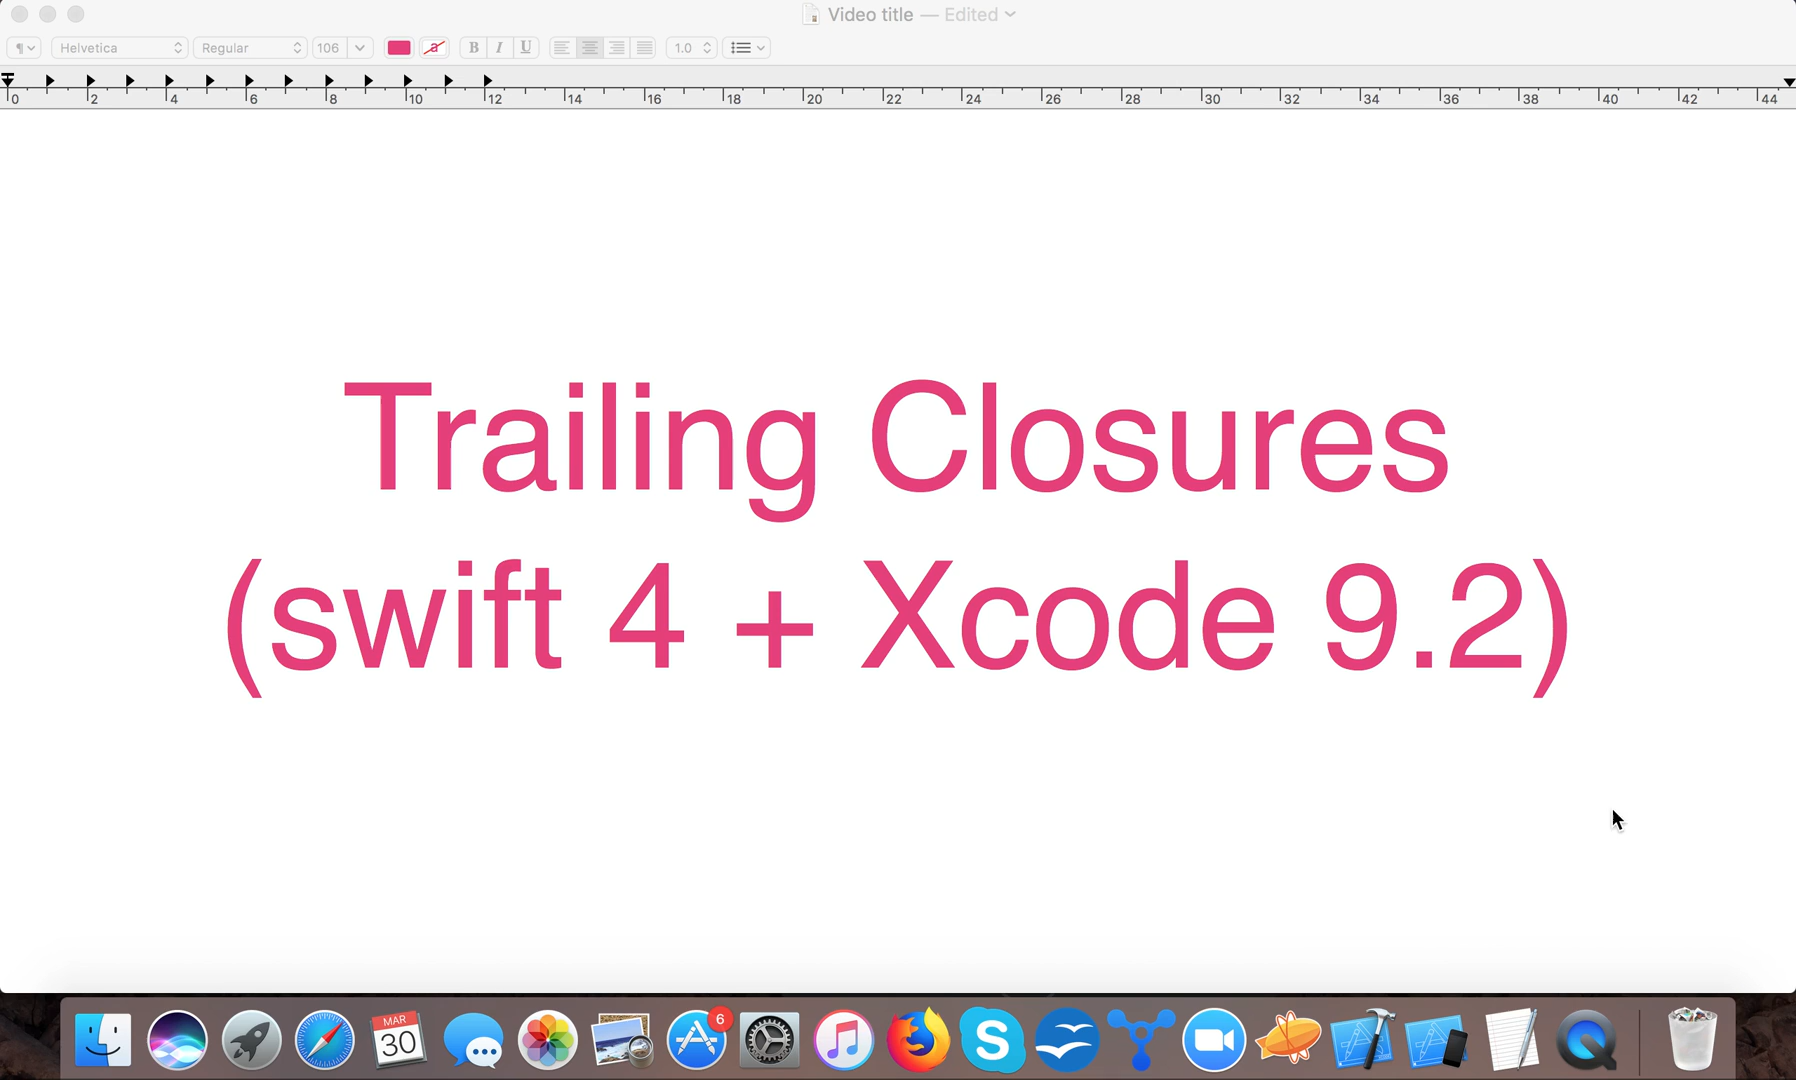 Video title — Edited
¶ Helvetica Regular 106 a B I U 1.0
0 2 4 6 8 10 12 14 16 18 20 22 24 26 28 30 32 34 36 38 40 42 44
Trailing Closures
(swift 4 + Xcode 9.2)
MAR
30
6
S